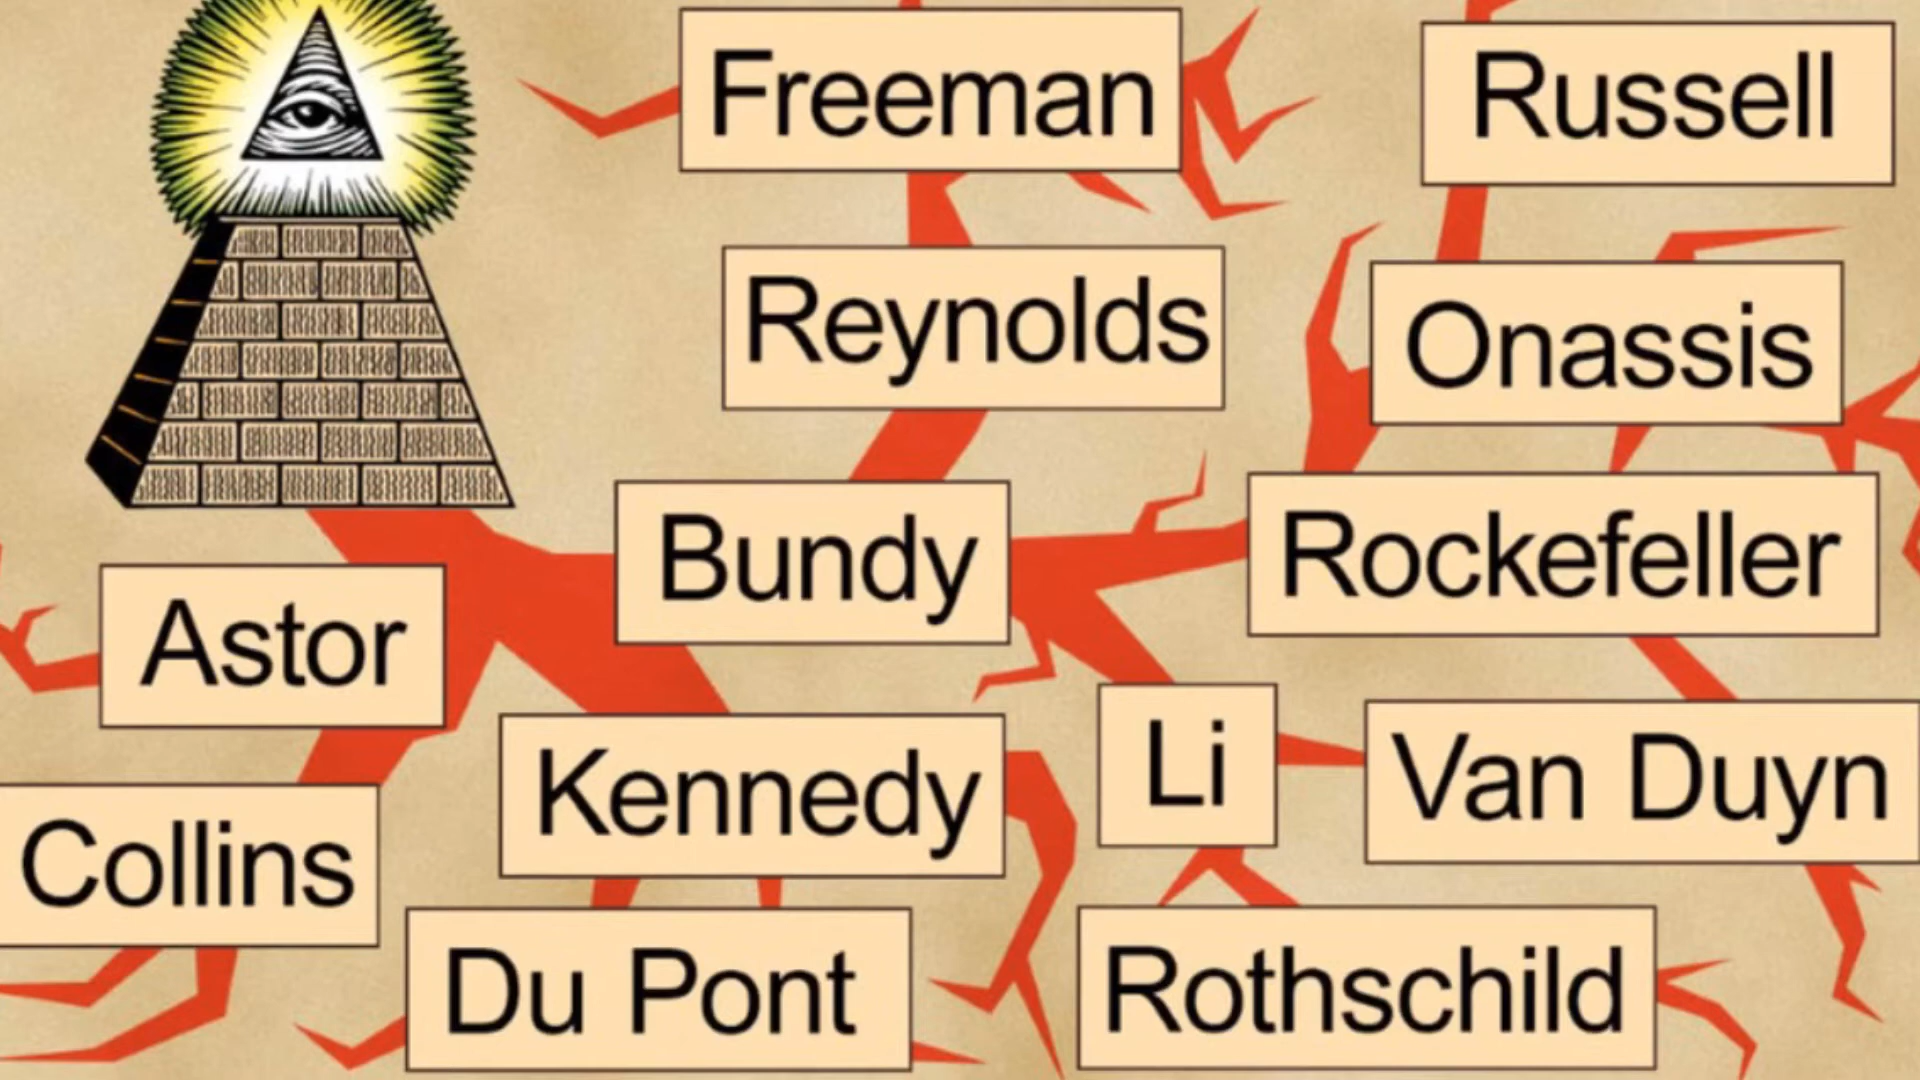 Freeman
Russell
Reynolds
Onassis
Bundy
Rockefeller
Astor
Kennedy
Li
Van Duyn
Collins
Du Pont
Rothschild